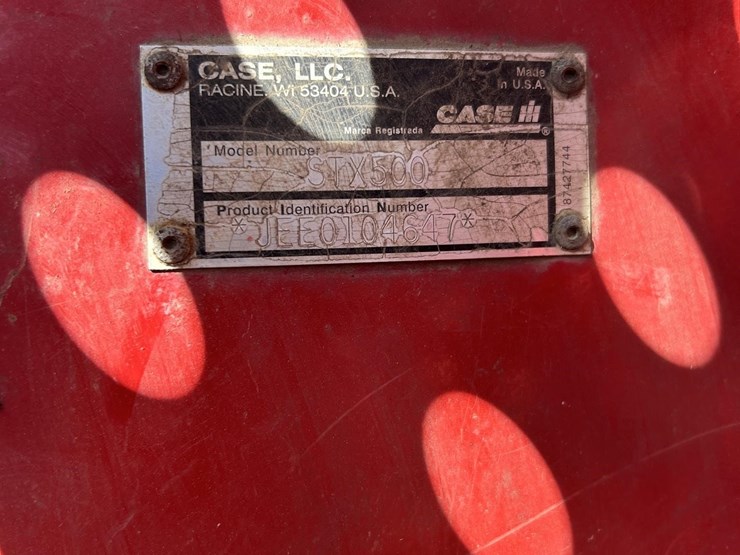 CASE, LLC.
RACINE, WI 53404 U.S.A.
Made
in U.S.A.
CASE IH
®
Marca Registrada
Model Number
STX500
Product Identification Number
*JEE0104647*
87427744